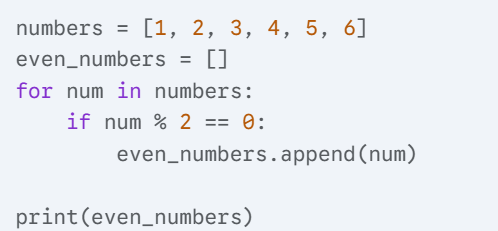 numbers = [1, 2, 3, 4, 5, 6]
even_numbers = []
for num in numbers:
    if num % 2 == 0:
        even_numbers.append(num)

print(even_numbers)